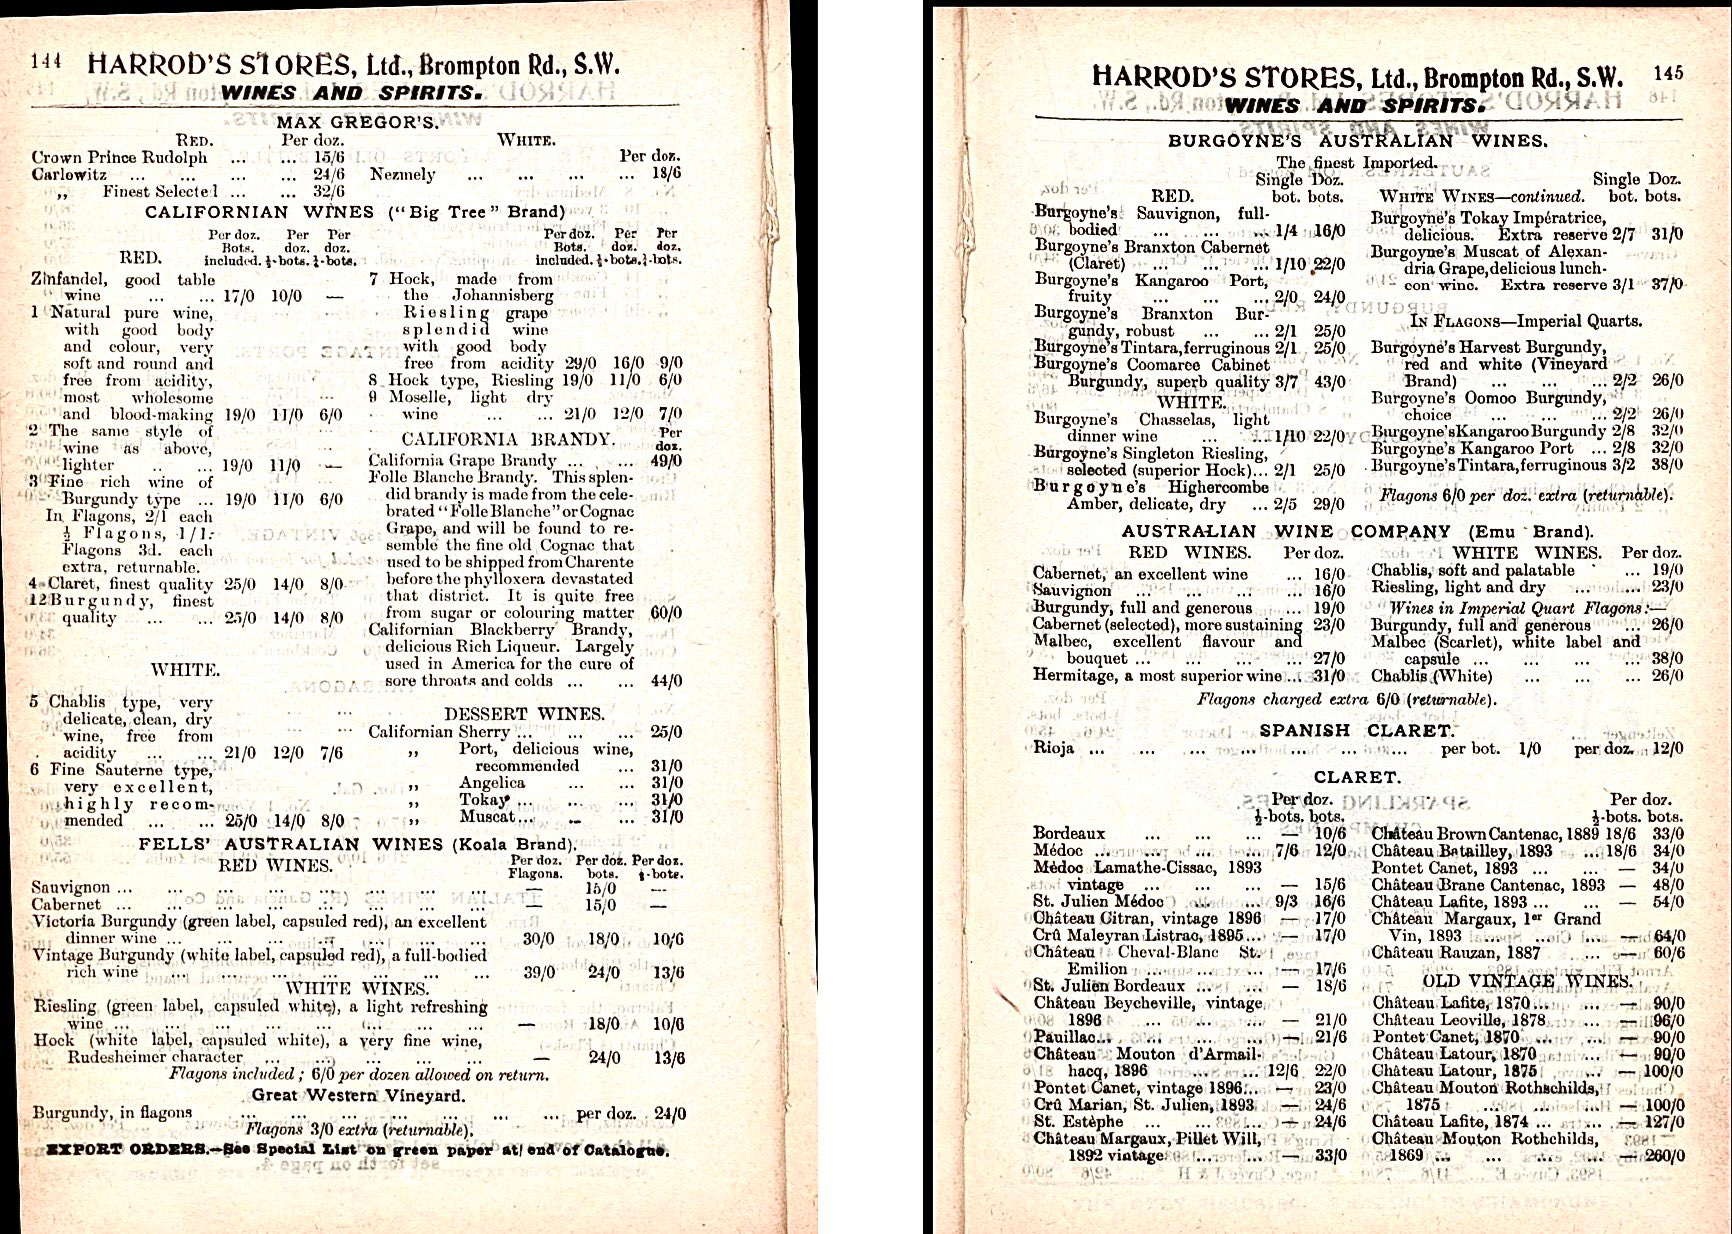 144 HARROD'S STORES, Ltd., Brompton Rd., S.W.
WINES AND SPIRITS.
MAX GREGOR'S.
RED. Per doz.
Crown Prince Rudolph ... ... 15/6
Carlowitz ... ... ... ... 24/6
„ Finest Selected ... ... 32/6
WHITE.
Per doz.
Nezmely ... ... ... ... 18/6
CALIFORNIAN WINES ("Big Tree" Brand)
Per doz. Per Per
Bots. doz. doz.
RED. included. ½-bots. ¼-bots.
Zinfandel, good table
wine ... ... 17/0 10/0 —
1 Natural pure wine,
with good body
and colour, very
soft and round and
free from acidity,
most wholesome
and blood-making 19/0 11/0 6/0
2 The same style of
wine as above,
lighter .. ... 19/0 11/0 —
3 Fine rich wine of
Burgundy type ... 19/0 11/0 6/0
In Flagons, 2/1 each
½ Flagons, 1/1.
Flagons 3d. each
extra, returnable.
4 Claret, finest quality 25/0 14/0 8/0
12 Burgundy, finest
quality ... ... 25/0 14/0 8/0
WHITE.
5 Chablis type, very
delicate, clean, dry
wine, free from
acidity ... ... 21/0 12/0 7/6
6 Fine Sauterne type,
very excellent,
highly recom-
mended ... ... 25/0 14/0 8/0
Per doz. Per Per
Bots. doz. doz.
included. ½-bots. ¼-bots.
7 Hock, made from
the Johannisberg
Riesling grape
splendid wine
with good body
free from acidity 29/0 16/0 9/0
8 Hock type, Riesling 19/0 11/0 6/0
9 Moselle, light dry
wine ... ... 21/0 12/0 7/0
CALIFORNIA BRANDY. Per
doz.
California Grape Brandy ... ... 49/0
Folle Blanche Brandy. This splen-
did brandy is made from the cele-
brated "Folle Blanche" or Cognac
Grape, and will be found to re-
semble the fine old Cognac that
used to be shipped from Charente
before the phylloxera devastated
that district. It is quite free
from sugar or colouring matter 60/0
Californian Blackberry Brandy,
delicious Rich Liqueur. Largely
used in America for the cure of
sore throats and colds ... ... 44/0
DESSERT WINES.
Californian Sherry ... ... ... 25/0
„ Port, delicious wine,
recommended ... 31/0
„ Angelica ... ... 31/0
„ Tokay ... ... ... 31/0
„ Muscat ... ... ... 31/0
FELLS' AUSTRALIAN WINES (Koala Brand).
RED WINES. Per doz. Per doz. Per doz.
Flagons. bots. ½-bots.
Sauvignon ... ... ... ... ... ... ... — 15/0 —
Cabernet ... ... ... ... ... ... ... — 15/0 —
Victoria Burgundy (green label, capsuled red), an excellent
dinner wine ... ... ... ... ... ... ... 30/0 18/0 10/6
Vintage Burgundy (white label, capsuled red), a full-bodied
rich wine ... ... ... ... ... ... ... 39/0 24/0 13/6
WHITE WINES.
Riesling (green label, capsuled white), a light refreshing
wine ... ... ... ... ... ... ... — 18/0 10/6
Hock (white label, capsuled white), a very fine wine,
Rudesheimer character ... ... ... ... ... — 24/0 13/6
Flagons included; 6/0 per dozen allowed on return.
Great Western Vineyard.
Burgundy, in flagons ... ... ... ... ... ... ... per doz. 24/0
Flagons 3/0 extra (returnable).
EXPORT ORDERS.—See Special List on green paper at end of Catalogue.
HARROD'S STORES, Ltd., Brompton Rd., S.W. 145
WINES AND SPIRITS.
BURGOYNE'S AUSTRALIAN WINES.
The finest Imported.
Single Doz.
RED. bot. bots.
Burgoyne's Sauvignon, full-
bodied ... ... ... 1/4 16/0
Burgoyne's Branxton Cabernet
(Claret) ... ... ... 1/10 22/0
Burgoyne's Kangaroo Port,
fruity ... ... ... 2/0 24/0
Burgoyne's Branxton Bur-
gundy, robust ... ... 2/1 25/0
Burgoyne's Tintara, ferruginous 2/1 25/0
Burgoyne's Coomaree Cabinet
Burgundy, superb quality 3/7 43/0
WHITE.
Burgoyne's Chasselas, light
dinner wine ... ... 1/10 22/0
Burgoyne's Singleton Riesling,
selected (superior Hock)... 2/1 25/0
Burgoyne's Highercombe
Amber, delicate, dry ... 2/5 29/0
Single Doz.
WHITE WINES—continued. bot. bots.
Burgoyne's Tokay Impératrice,
delicious. Extra reserve 2/7 31/0
Burgoyne's Muscat of Alexan-
dria Grape, delicious lunch-
eon wine. Extra reserve 3/1 37/0
IN FLAGONS—Imperial Quarts.
Burgoyne's Harvest Burgundy,
red and white (Vineyard
Brand) ... ... ... 2/2 26/0
Burgoyne's Oomoo Burgundy,
choice ... ... ... 2/2 26/0
Burgoyne's Kangaroo Burgundy 2/8 32/0
Burgoyne's Kangaroo Port ... 2/8 32/0
Burgoyne's Tintara, ferruginous 3/2 38/0
Flagons 6/0 per doz. extra (returnable).
AUSTRALIAN WINE COMPANY (Emu Brand).
RED WINES. Per doz.
Cabernet, an excellent wine ... 16/0
Sauvignon ... ... ... ... 16/0
Burgundy, full and generous ... 19/0
Cabernet (selected), more sustaining 23/0
Malbec, excellent flavour and
bouquet ... ... ... ... 27/0
Hermitage, a most superior wine ... 31/0
WHITE WINES. Per doz.
Chablis, soft and palatable ... 19/0
Riesling, light and dry ... ... 23/0
Wines in Imperial Quart Flagons:—
Burgundy, full and generous ... 26/0
Malbec (Scarlet), white label and
capsule ... ... ... ... 38/0
Chablis (White) ... ... ... 26/0
Flagons charged extra 6/0 (returnable).
SPANISH CLARET.
Rioja ... ... ... ... ... ... ... per bot. 1/0 per doz. 12/0
CLARET.
Per doz.
½-bots. bots.
Bordeaux ... ... ... — 10/6
Médoc ... ... ... ... 7/6 12/0
Médoc Lamathe-Cissac, 1893
vintage ... ... ... — 15/6
St. Julien Médoc ... ... 9/3 16/6
Château Citran, vintage 1896 — 17/0
Crû Maleyran Listrac, 1895... — 17/0
Château Cheval-Blanc St.
Emilion ... ... ... — 17/6
St. Julien Bordeaux ... ... — 18/6
Château Beycheville, vintage
1896 ... ... ... — 21/0
Pauillac... ... ... ... — 21/6
Château Mouton d'Armail-
hacq, 1896 ... ... 12/6 22/0
Pontet Canet, vintage 1896... — 23/0
Crû Marian, St. Julien, 1893 — 24/6
St. Estèphe ... ... ... — 24/6
Château Margaux, Pillet Will,
1892 vintage ... ... — 33/0
Per doz.
½-bots. bots.
Château Brown Cantenac, 1889 18/6 33/0
Château Batailley, 1893 ... 18/6 34/0
Pontet Canet, 1893 ... ... — 34/0
Château Brane Cantenac, 1893 — 48/0
Château Lafite, 1893 ... ... — 54/0
Château Margaux, 1er Grand
Vin, 1893 ... ... ... — 64/0
Château Rauzan, 1887 ... — 60/6
OLD VINTAGE WINES.
Château Lafite, 1870 ... ... — 90/0
Château Leoville, 1878 ... ... — 96/0
Pontet Canet, 1870 ... ... — 90/0
Château Latour, 1870 ... — 90/0
Château Latour, 1875 ... — 100/0
Château Mouton Rothschilds,
1875 ... ... ... — 100/0
Château Lafite, 1874 ... ... — 127/0
Château Mouton Rothchilds,
1869 ... ... ... ... — 260/0